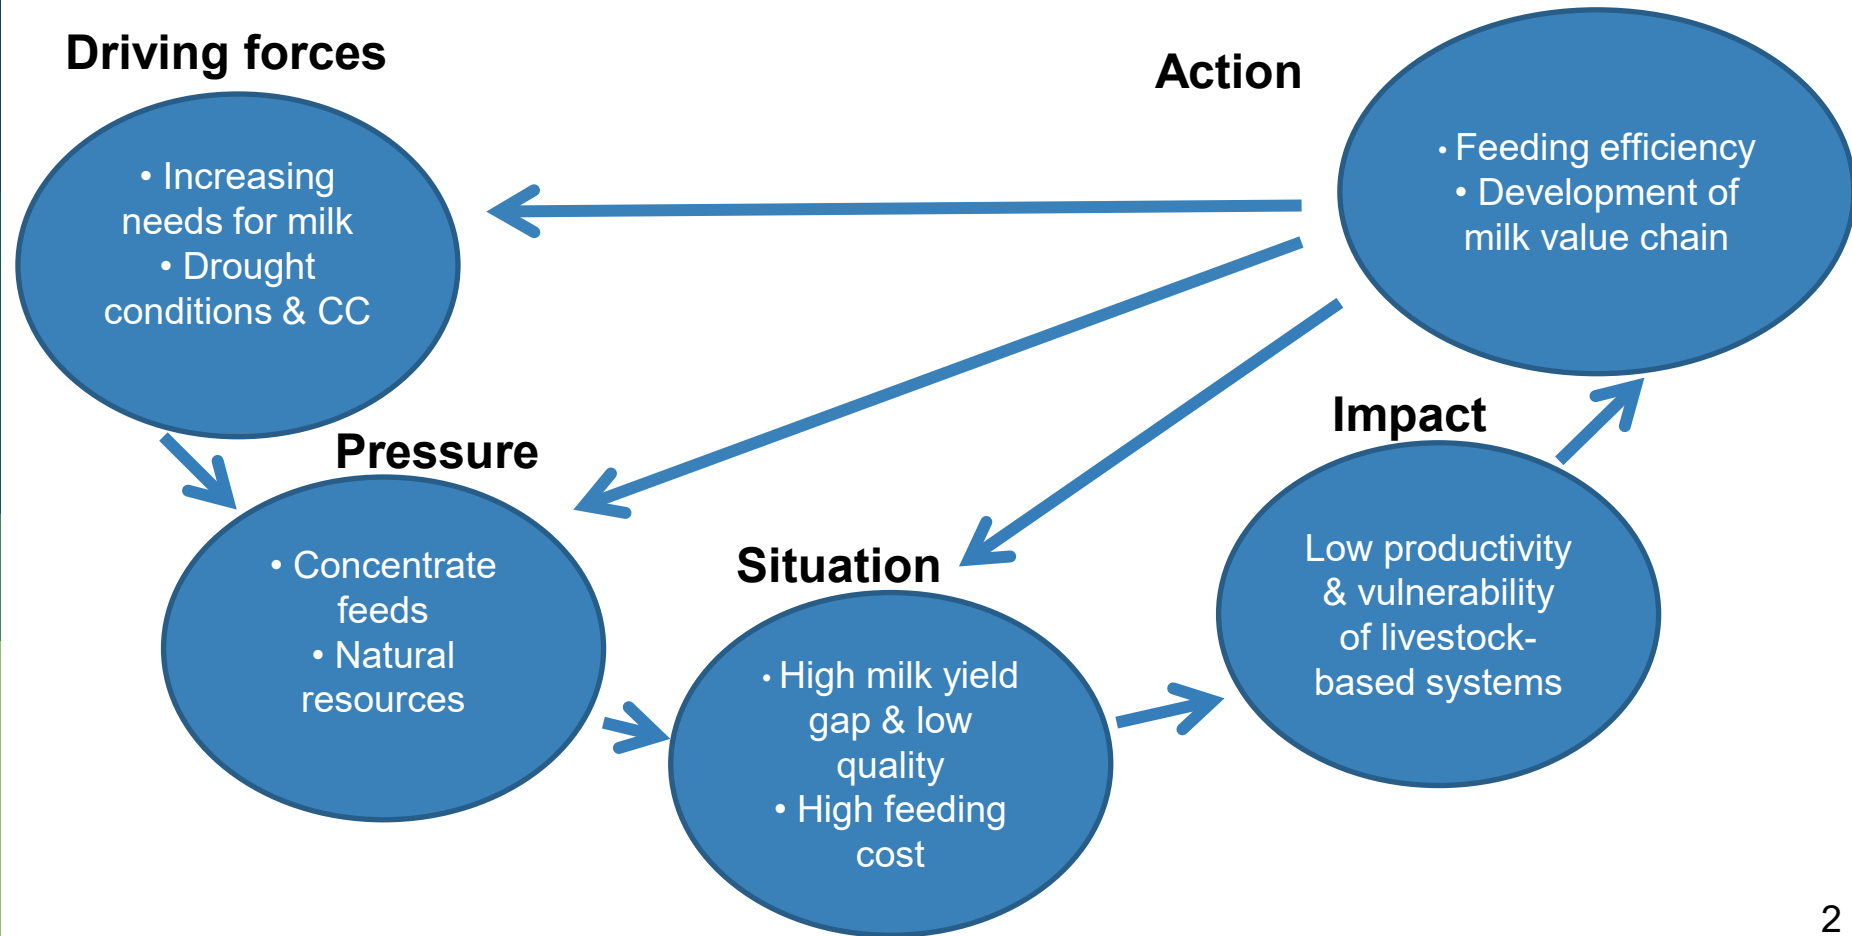 Driving forces
• Increasing
needs for milk
• Drought
conditions & CC
Action
• Feeding efficiency
• Development of
milk value chain
Pressure
• Concentrate
feeds
• Natural
resources
Situation
• High milk yield
gap & low
quality
• High feeding
cost
Impact
Low productivity
& vulnerability
of livestock-
based systems
2